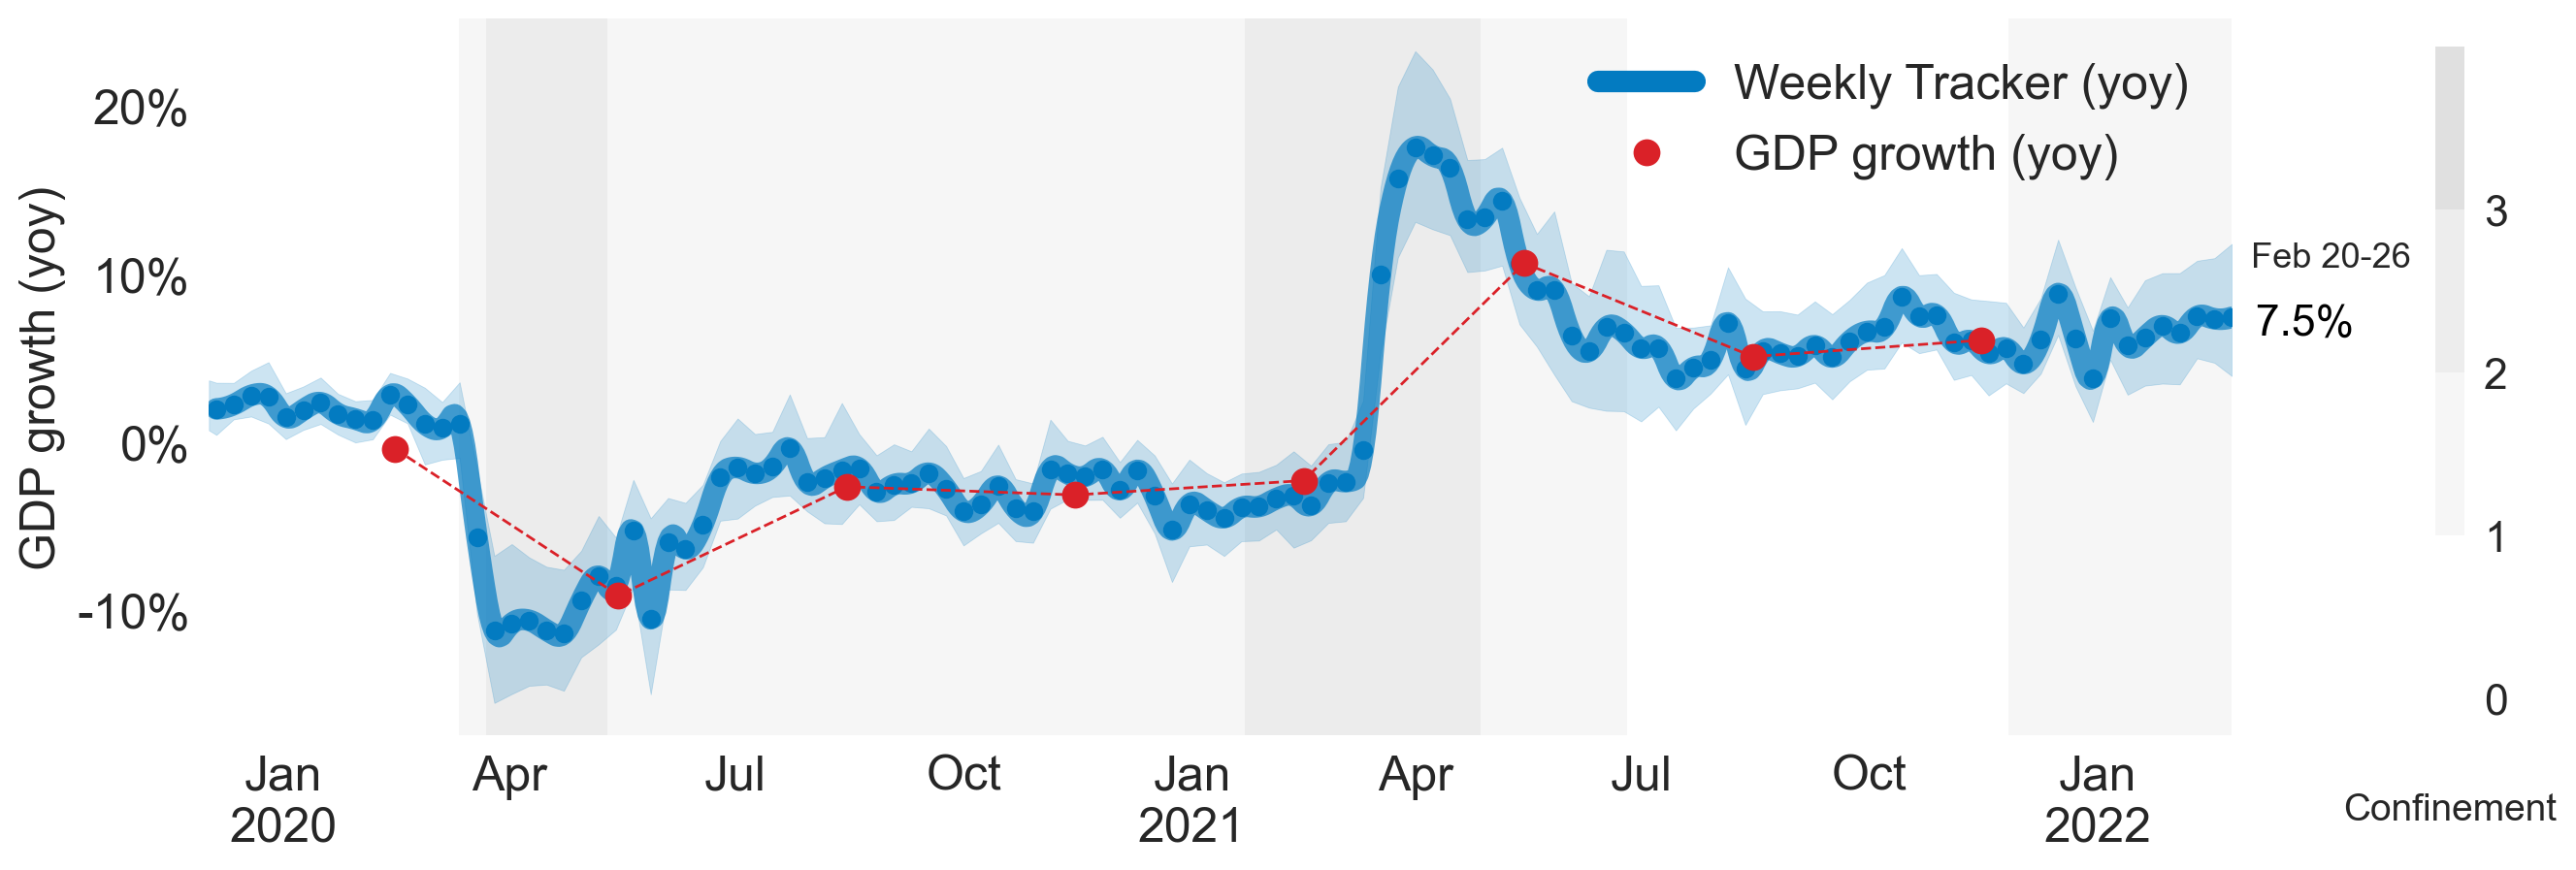 Weekly Tracker (yoy)
GDP growth (yoy)
GDP growth (yoy)
20%
10%
0%
-10%
Jan
2020
Apr
Jul
Oct
Jan
2021
Apr
Jul
Oct
Jan
2022
Feb 20-26
7.5%
3
2
1
0
Confinement